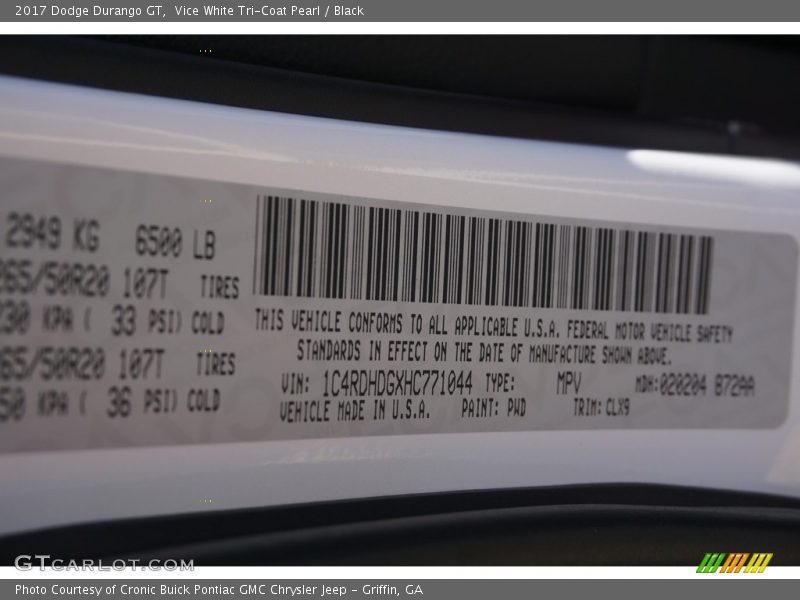 2017 Dodge Durango GT, Vice White Tri-Coat Pearl / Black
2949 KG 6500 LB
265/50R20 107T TIRES
230 KPA ( 33 PSI) COLD
265/50R20 107T TIRES
250 KPA ( 36 PSI) COLD
THIS VEHICLE CONFORMS TO ALL APPLICABLE U.S.A. FEDERAL MOTOR VEHICLE SAFETY
STANDARDS IN EFFECT ON THE DATE OF MANUFACTURE SHOWN ABOVE.
VIN: 1C4RDHDGXHC771044 TYPE: MPV MDH:020204 872AA
VEHICLE MADE IN U.S.A. PAINT: PWD TRIM: CLX9
GTCARLOT.COM
Photo Courtesy of Cronic Buick Pontiac GMC Chrysler Jeep - Griffin, GA